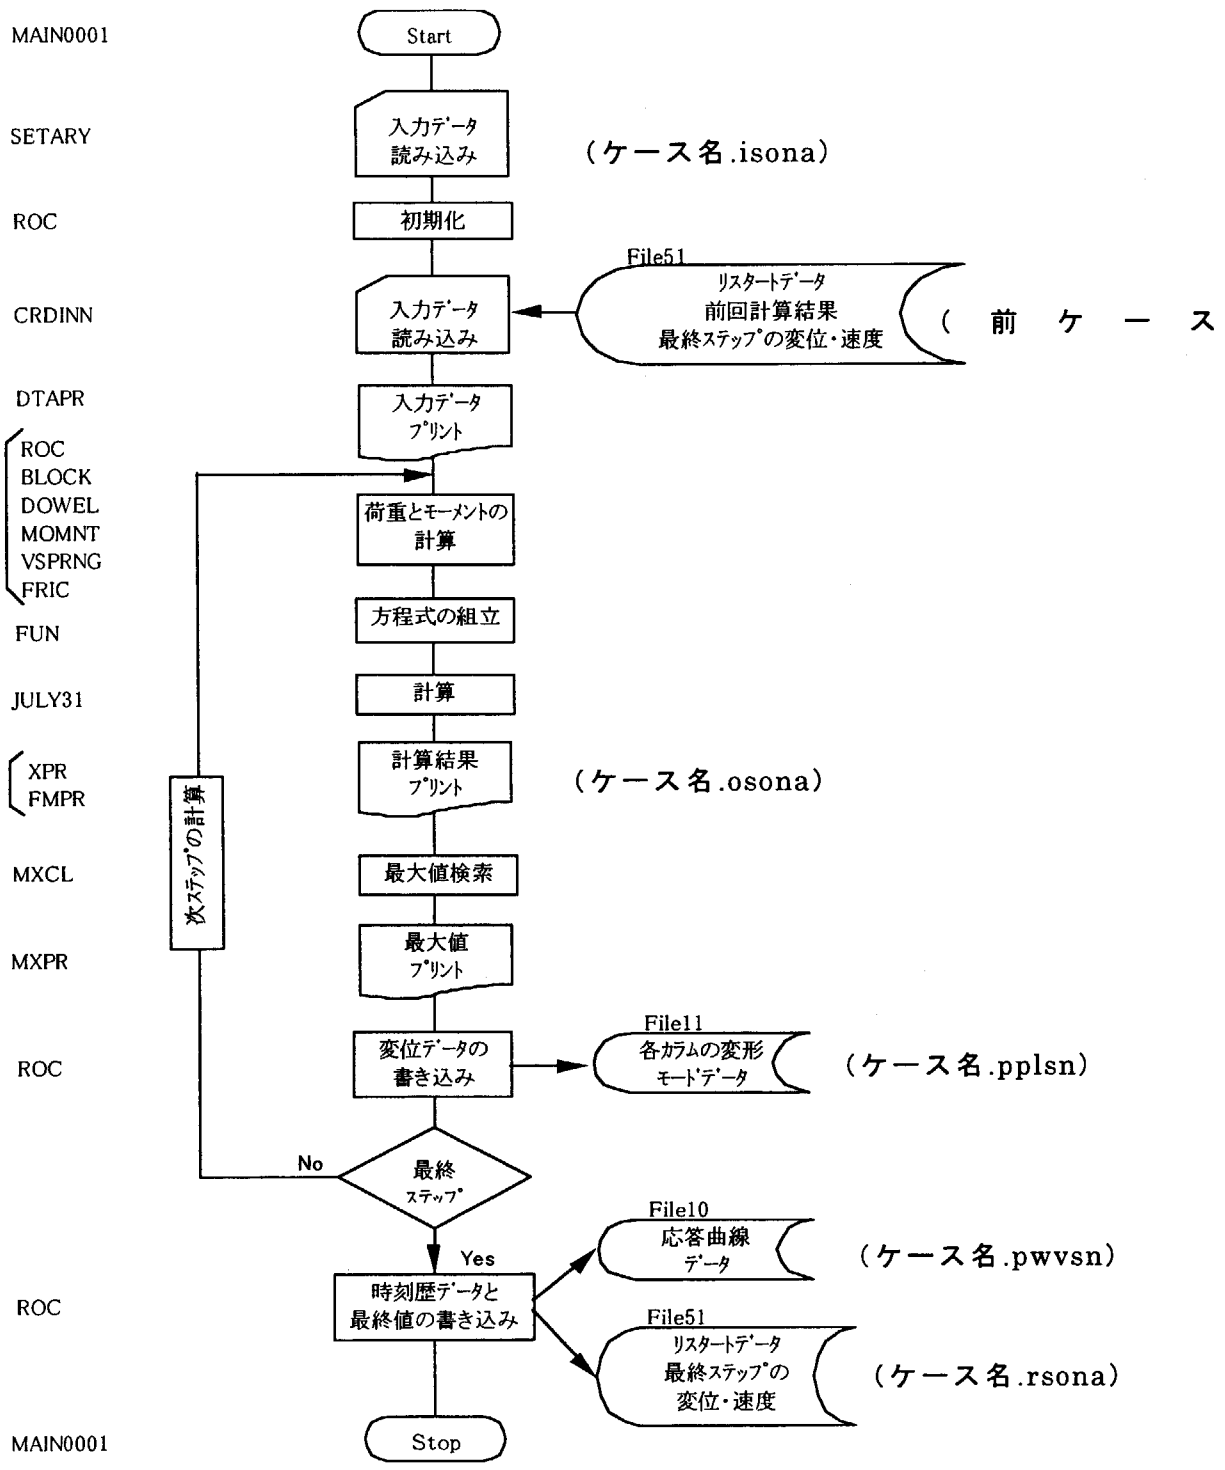 MAIN0001
Start
SETARY
入力データ
読み込み
(ケース名.isona)
ROC
初期化
File51
リスタートデータ
前回計算結果
最終ステップの変位・速度
CRDINN
入力データ
読み込み
(前ケース
DTAPR
入力データ
プリント
ROC
BLOCK
DOWEL
MOMNT
VSPRNG
FRIC
荷重とモーメントの
計算
FUN
方程式の組立
JULY31
計算
XPR
FMPR
計算結果
プリント
(ケース名.osona)
次ステップの計算
MXCL
最大値検索
MXPR
最大値
プリント
ROC
変位データの
書き込み
File11
各カラムの変形
モードデータ
(ケース名.pplsn)
No
最終
ステップ
Yes
File10
応答曲線
データ
(ケース名.pwvsn)
ROC
時刻歴データと
最終値の書き込み
File51
リスタートデータ
最終ステップの
変位・速度
(ケース名.rsona)
MAIN0001
Stop